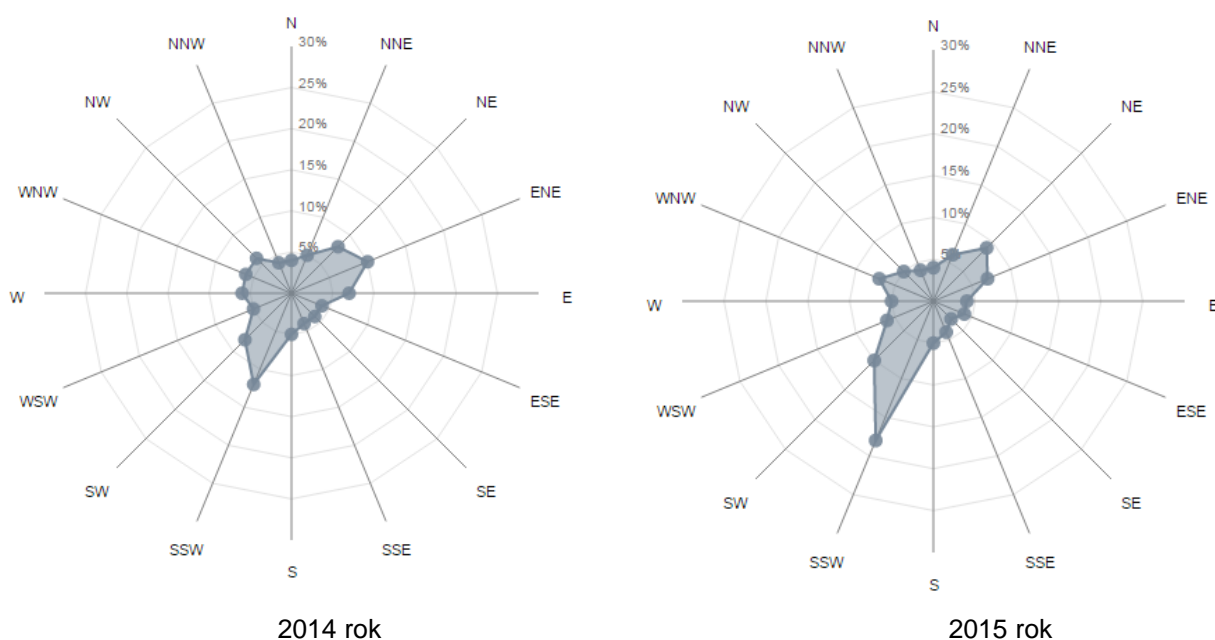 N
30%
NNW
NNE
25%
NW
NE
20%
15%
WNW
ENE
10%
5%
W
E
WSW
ESE
SW
SE
SSW
SSE
S
2014 rok
N
30%
NNW
NNE
25%
NW
NE
20%
15%
WNW
ENE
10%
5%
W
E
WSW
ESE
SW
SE
SSW
SSE
S
2015 rok